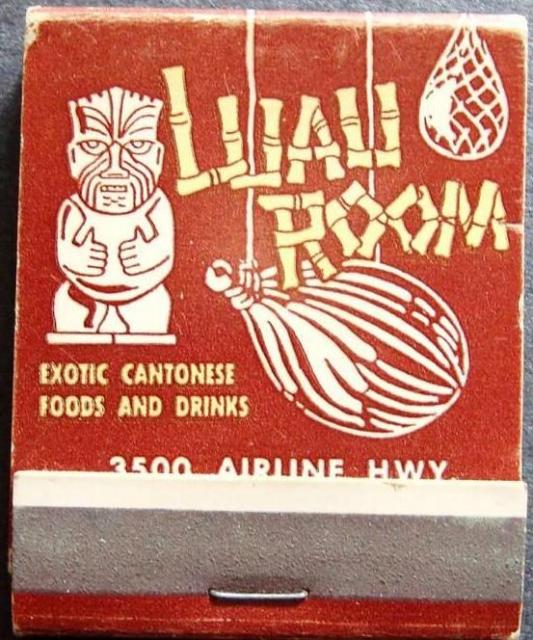 LUAU
ROOM
EXOTIC CANTONESE
FOODS AND DRINKS
3500 AIRLINE HWY